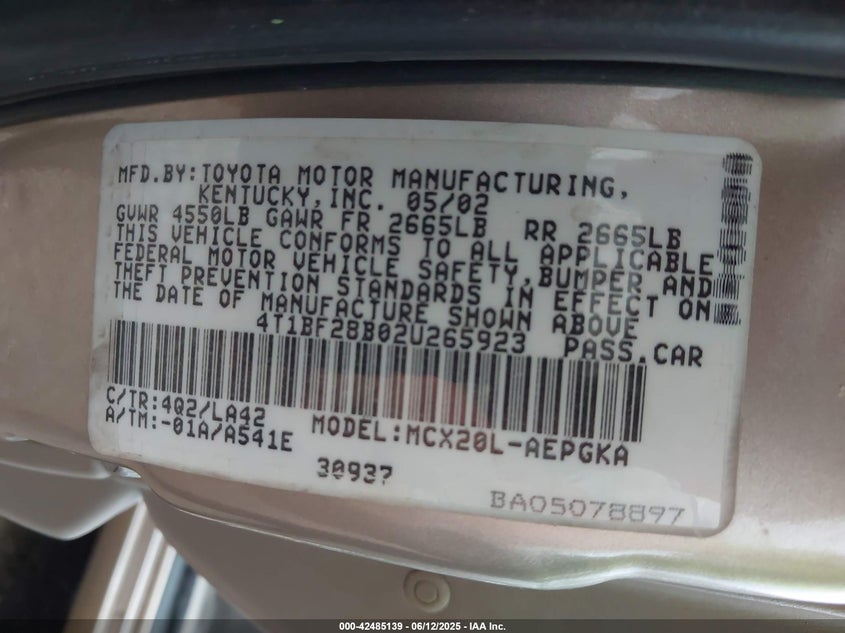 MFD.BY:TOYOTA MOTOR MANUFACTURING,
KENTUCKY,INC. 05/02
GVWR 4550LB GAWR FR 2665LB RR 2665LB
THIS VEHICLE CONFORMS TO ALL APPLICABLE
FEDERAL MOTOR VEHICLE SAFETY,BUMPER AND
THEFT PREVENTION STANDARDS IN EFFECT ON
THE DATE OF MANUFACTURE SHOWN ABOVE
4T1BF28B02U265923 PASS.CAR
C/TR:4Q2/LA42
A/TM:-01A/A541E MODEL:MCX20L-AEPGKA
30937
BA05078897
000-42485139 - 06/12/2025 - IAA Inc.